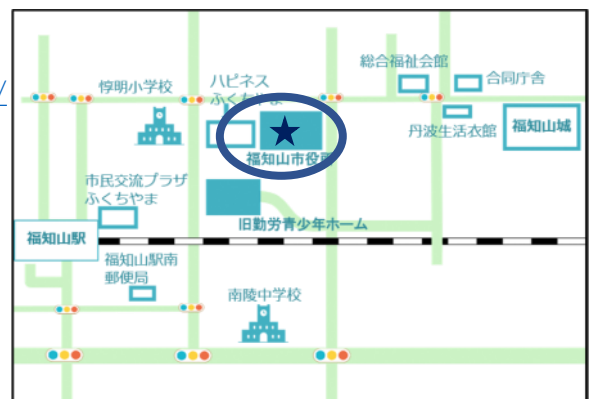 総合福祉会館
合同庁舎
惇明小学校
ハピネス
ふくちやま
丹波生活衣館
福知山城
福知山市役所
市民交流プラザ
ふくちやま
旧勤労青少年ホーム
福知山駅
福知山駅南
郵便局
南陵中学校